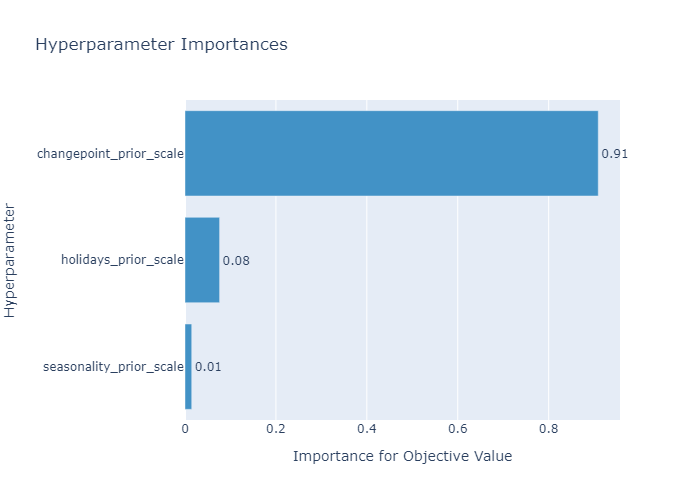 Hyperparameter Importances
Hyperparameter
changepoint_prior_scale
0.91
holidays_prior_scale
0.08
seasonality_prior_scale
0.01
0 0.2 0.4 0.6 0.8
Importance for Objective Value